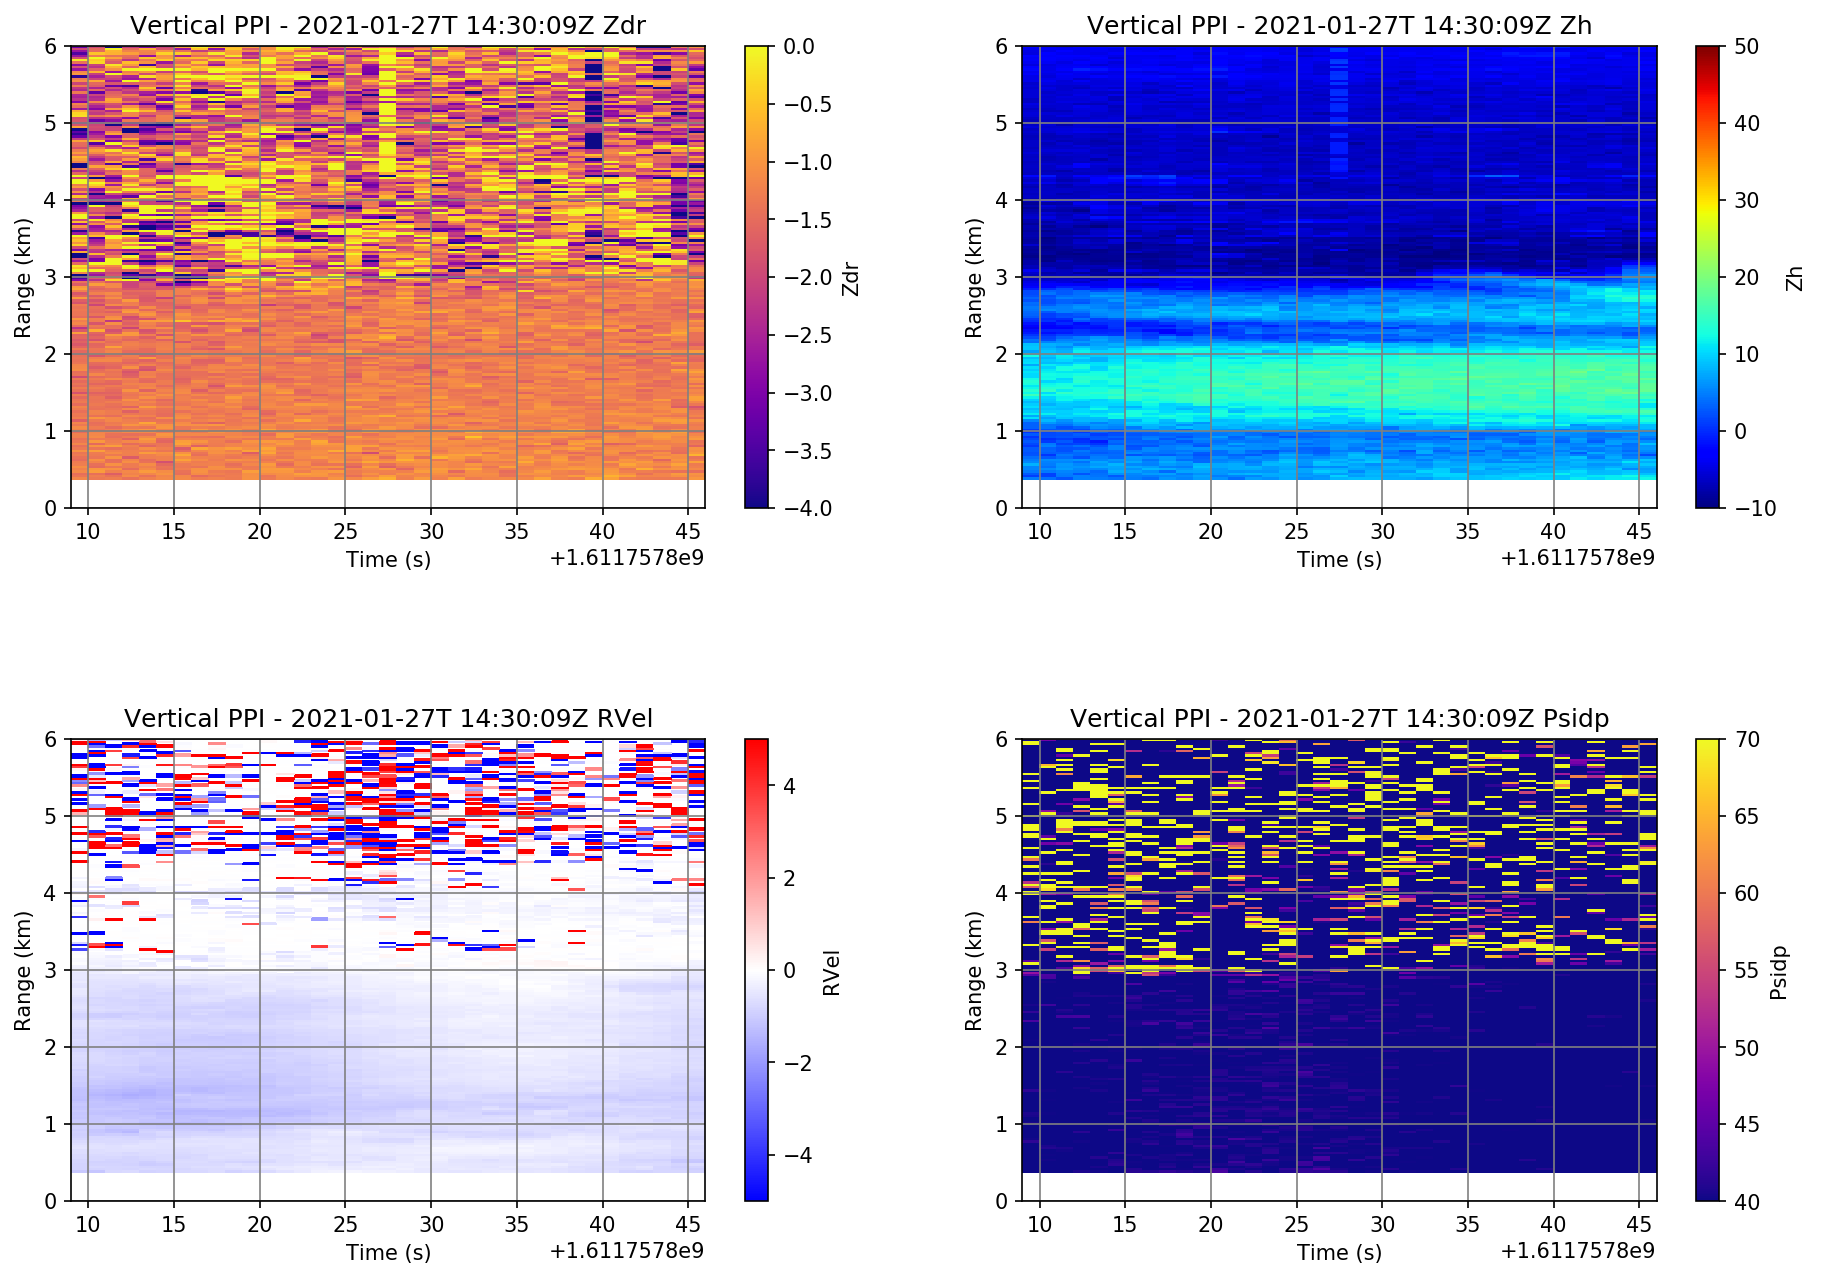 Vertical PPI - 2021-01-27T 14:30:09Z Zdr
6
5
4
3
2
1
0
Range (km)
10 15 20 25 30 35 40 45
Time (s)
+1.6117578e9
0.0
−0.5
−1.0
−1.5
−2.0
−2.5
−3.0
−3.5
−4.0
Zdr
Vertical PPI - 2021-01-27T 14:30:09Z Zh
6
5
4
3
2
1
0
Range (km)
10 15 20 25 30 35 40 45
Time (s)
+1.6117578e9
50
40
30
20
10
0
−10
Zh
Vertical PPI - 2021-01-27T 14:30:09Z RVel
6
5
4
3
2
1
0
Range (km)
10 15 20 25 30 35 40 45
Time (s)
+1.6117578e9
4
2
0
−2
−4
RVel
Vertical PPI - 2021-01-27T 14:30:09Z Psidp
6
5
4
3
2
1
0
Range (km)
10 15 20 25 30 35 40 45
Time (s)
+1.6117578e9
70
65
60
55
50
45
40
Psidp